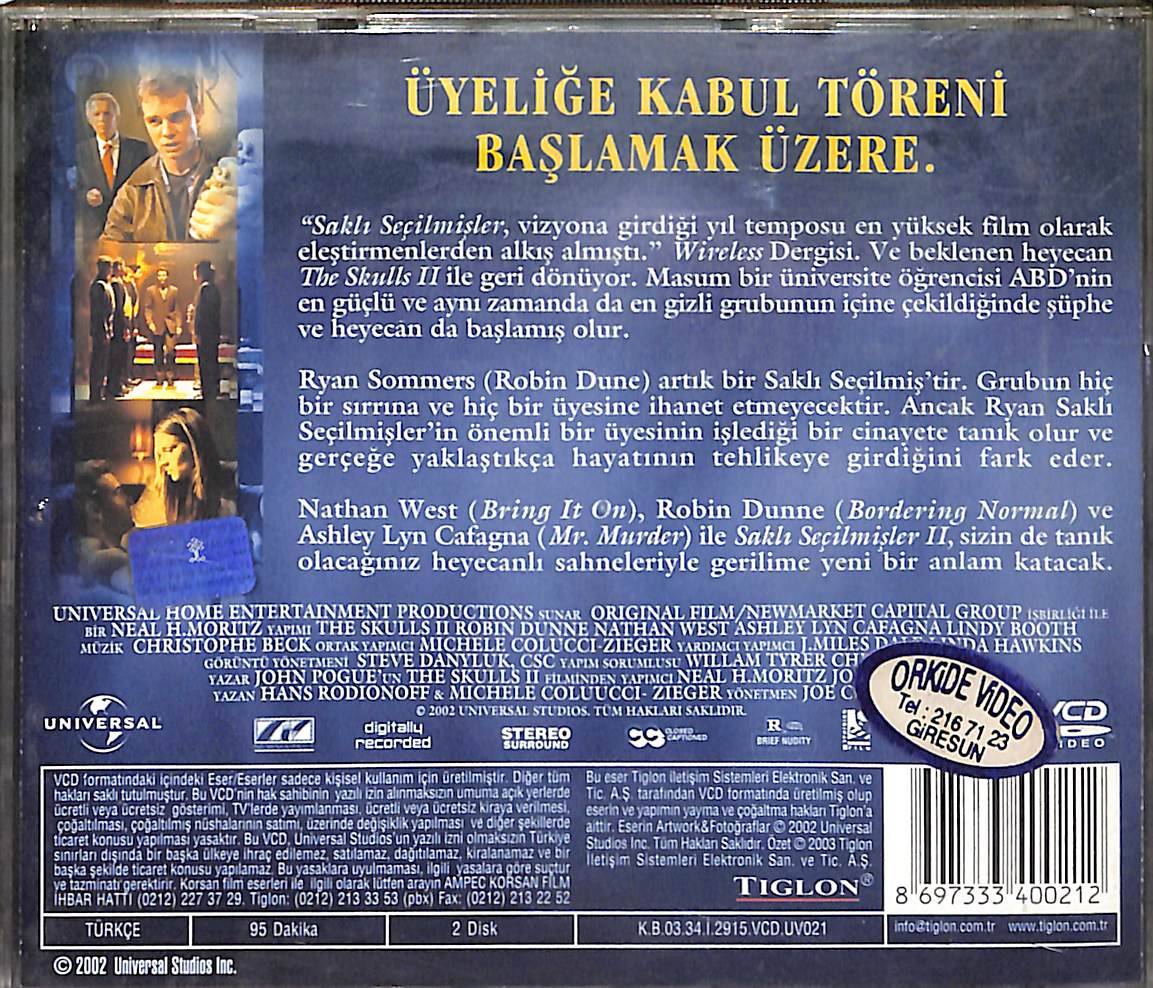 ÜYELİĞE KABUL TÖRENİ
BAŞLAMAK ÜZERE.
“Saklı Seçilmişler, vizyona girdiği yıl temposu en yüksek film olarak
eleştirmenlerden alkış almıştı.” Wireless Dergisi. Ve beklenen heyecan
The Skulls II ile geri dönüyor. Masum bir üniversite öğrencisi ABD’nin
en güçlü ve aynı zamanda da en gizli grubunun içine çekildiğinde şüphe
ve heyecan da başlamış olur.
Ryan Sommers (Robin Dune) artık bir Saklı Seçilmiş’tir. Grubun hiç
bir sırrına ve hiç bir üyesine ihanet etmeyecektir. Ancak Ryan Saklı
Seçilmişler’in önemli bir üyesinin işlediği bir cinayete tanık olur ve
gerçeğe yaklaştıkça hayatının tehlikeye girdiğini fark eder.
Nathan West (Bring It On), Robin Dunne (Bordering Normal) ve
Ashley Lyn Cafagna (Mr. Murder) ile Saklı Seçilmişler II, sizin de tanık
olacağınız heyecanlı sahneleriyle gerilime yeni bir anlam katacak.
UNIVERSAL HOME ENTERTAINMENT PRODUCTIONS SUNAR ORIGINAL FILM/NEWMARKET CAPITAL GROUP İŞBİRLİĞİ İLE
BİR NEAL H.MORITZ YAPIMI THE SKULLS II ROBIN DUNNE NATHAN WEST ASHLEY LYN CAFAGNA LINDY BOOTH
MÜZİK CHRISTOPHE BECK ORTAK YAPIMCI MICHELE COLUCCI-ZIEGER YARDIMCI YAPIMCI J.MILES HAWKINS
GÖRÜNTÜ YÖNETMENİ STEVE DANYLUK, CSC YAPIM SORUMLUSU WILLAM TYRER CH
YAZAR JOHN POGUE’UN THE SKULLS II FİLMİNDEN YAPIMCI NEAL H.MORITZ JO
YAZAN HANS RODIONOFF & MICHELE COLUUCCI- ZIEGER YÖNETMEN JOE C
© 2002 UNIVERSAL STUDIOS. TÜM HAKLARI SAKLIDIR.
ORKİDE VİDEO
Tel : 216 71 23
GİRESUN
UNIVERSAL
digitally
recorded
STEREO
SURROUND
CLOSED
CAPTIONED
R
BRIEF NUDITY
VCD
VİDEO
VCD formatındaki içindeki Eser/Eserler sadece kişisel kullanım için üretilmiştir. Diğer tüm
hakları saklı tutulmuştur. Bu VCD'nin hak sahibinin yazılı izin alınmaksızın umuma açık yerlerde
ücretli veya ücretsiz gösterimi, TV'lerde yayımlanması, ücretli veya ücretsiz kiraya verilmesi,
çoğaltılması, çoğaltılmış nüshalarının satımı, üzerinde değişiklik yapılması ve diğer şekillerde
ticaret konusu yapılması yasaktır. Bu VCD, Universal Studios'un yazılı izni olmaksızın Türkiye
sınırları dışında bir başka ülkeye ihraç edilemez, satılamaz, dağıtılamaz, kiralanamaz ve bir
başka şekilde ticaret konusu yapılamaz. Bu yasaklara uyulmaması, ilgili yasalara göre suçtur
ve tazminatı gerektirir. Korsan film eserleri ile ilgili olarak lütfen arayın AMPEC KORSAN FİLM
İHBAR HATTI (0212) 227 37 29. Tiglon: (0212) 213 33 53 (pbx) Fax: (0212) 213 22 52
Bu eser Tiglon İletişim Sistemleri Elektronik San. ve
Tic. A.Ş. tarafından VCD formatında üretilmiş olup
eserin ve yapımın yayma ve çoğaltma hakları Tiglon'a
aittir. Eserin Artwork&Fotoğraflar © 2002 Universal
Studios Inc. Tüm Hakları Saklıdır. Özet © 2003 Tiglon
İletişim Sistemleri Elektronik San. ve Tic. A.Ş.
TIGLON®
8 697333 400212
TÜRKÇE
95 Dakika
2 Disk
K.B.03.34.I.2915.VCD.UV021
info@tiglon.com.tr www.tiglon.com.tr
© 2002 Universal Studios Inc.